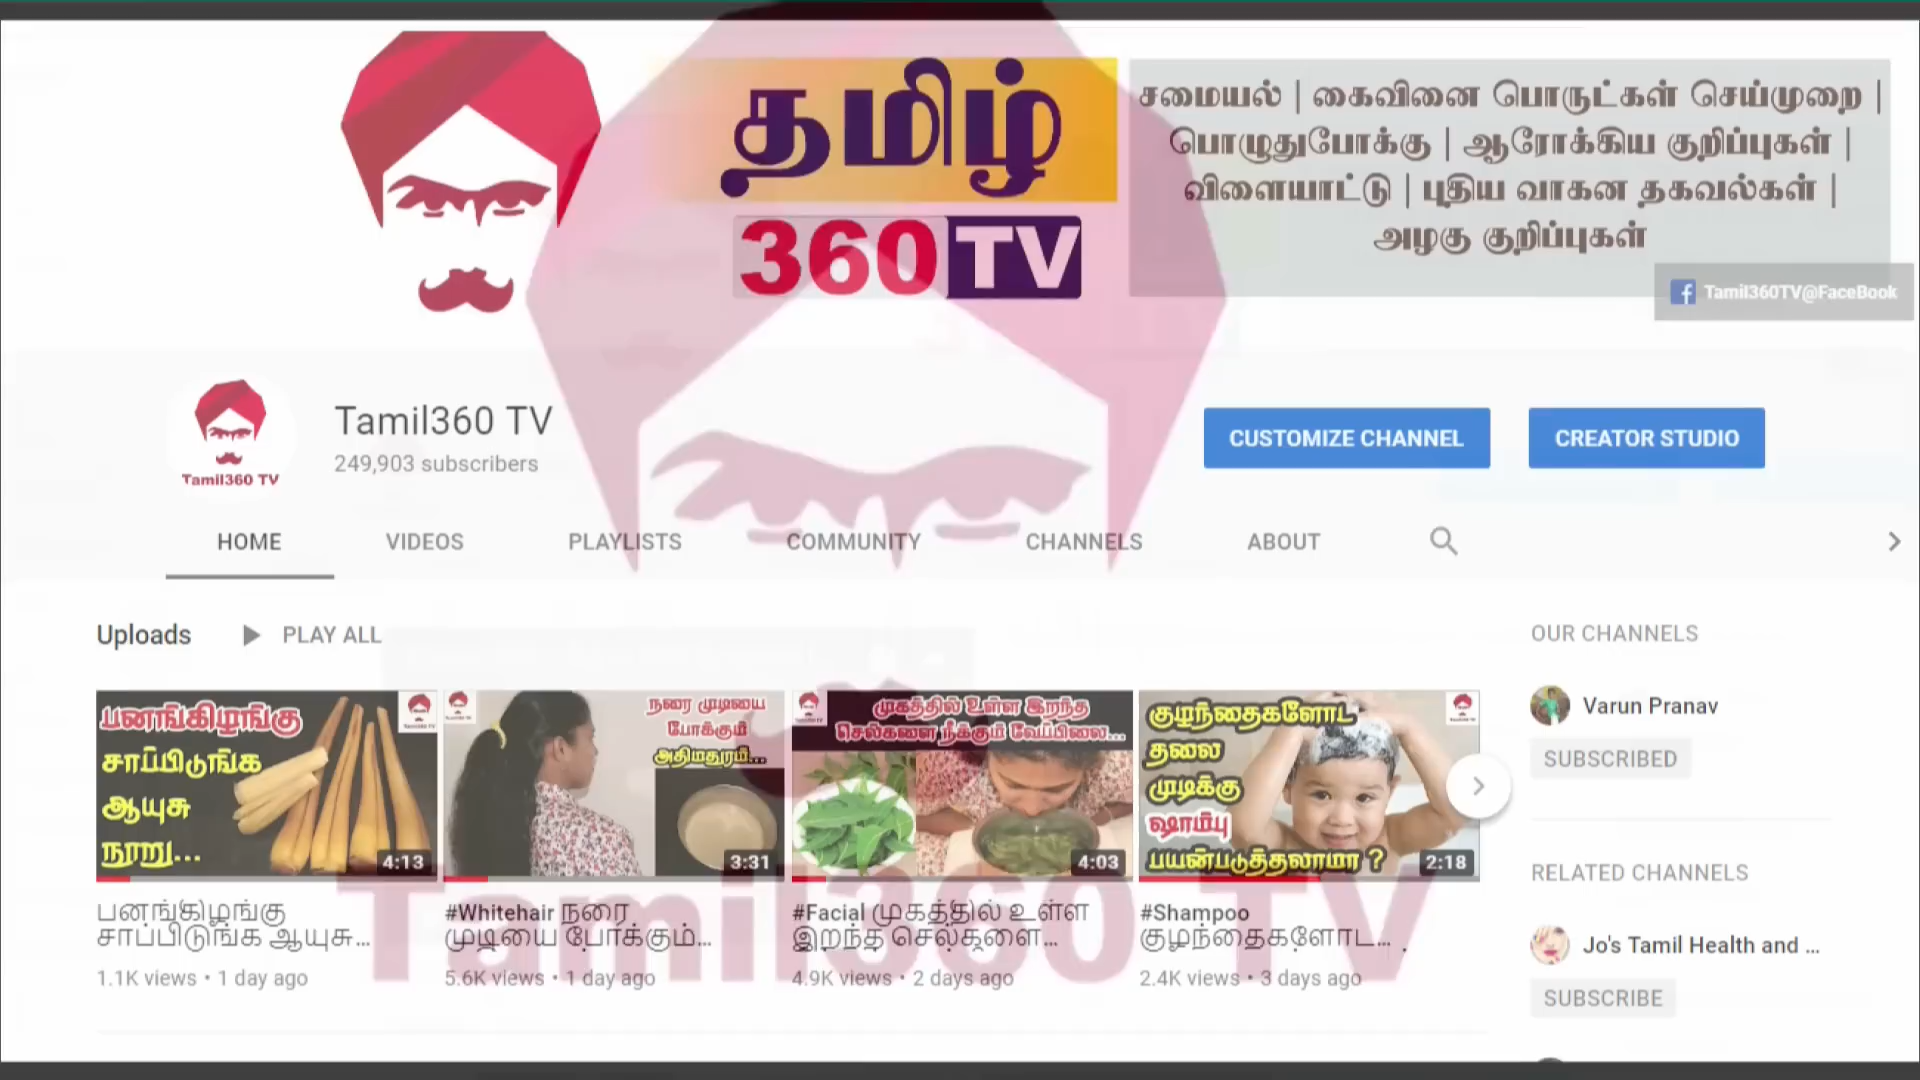 தமிழ்
360 TV
சமையல் | கைவினை பொருட்கள் செய்முறை |
பொழுதுபோக்கு | ஆரோக்கிய குறிப்புகள் |
விளையாட்டு | புதிய வாகன தகவல்கள் |
அழகு குறிப்புகள்
Tamil360TV@FaceBook
Tamil360 TV
Tamil360 TV
249,903 subscribers
CUSTOMIZE CHANNEL
CREATOR STUDIO
HOME
VIDEOS
PLAYLISTS
COMMUNITY
CHANNELS
ABOUT
Uploads
PLAY ALL
பனங்கிழங்கு
சாப்பிடுங்க
ஆயுசு
நூறு...
4:13
நரை முடியை
போக்கும்
அதிமதுரம்...
3:31
முகத்தில் உள்ள இறந்த
செல்களை நீக்கும் வேப்பிலை...
4:03
குழந்தைகளோட
தலை
முடிக்கு
ஷாம்பு
பயன்படுத்தலாமா ?
2:18
பனங்கிழங்கு
சாப்பிடுங்க ஆயுசு...
1.1K views • 1 day ago
#Whitehair நரை
முடியை போக்கும்...
5.6K views • 1 day ago
#Facial முகத்தில் உள்ள
இறந்த செல்களை...
4.9K views • 2 days ago
#Shampoo
குழந்தைகளோட...
2.4K views • 3 days ago
OUR CHANNELS
Varun Pranav
SUBSCRIBED
RELATED CHANNELS
Jo's Tamil Health and ...
SUBSCRIBE
Tamil360 TV